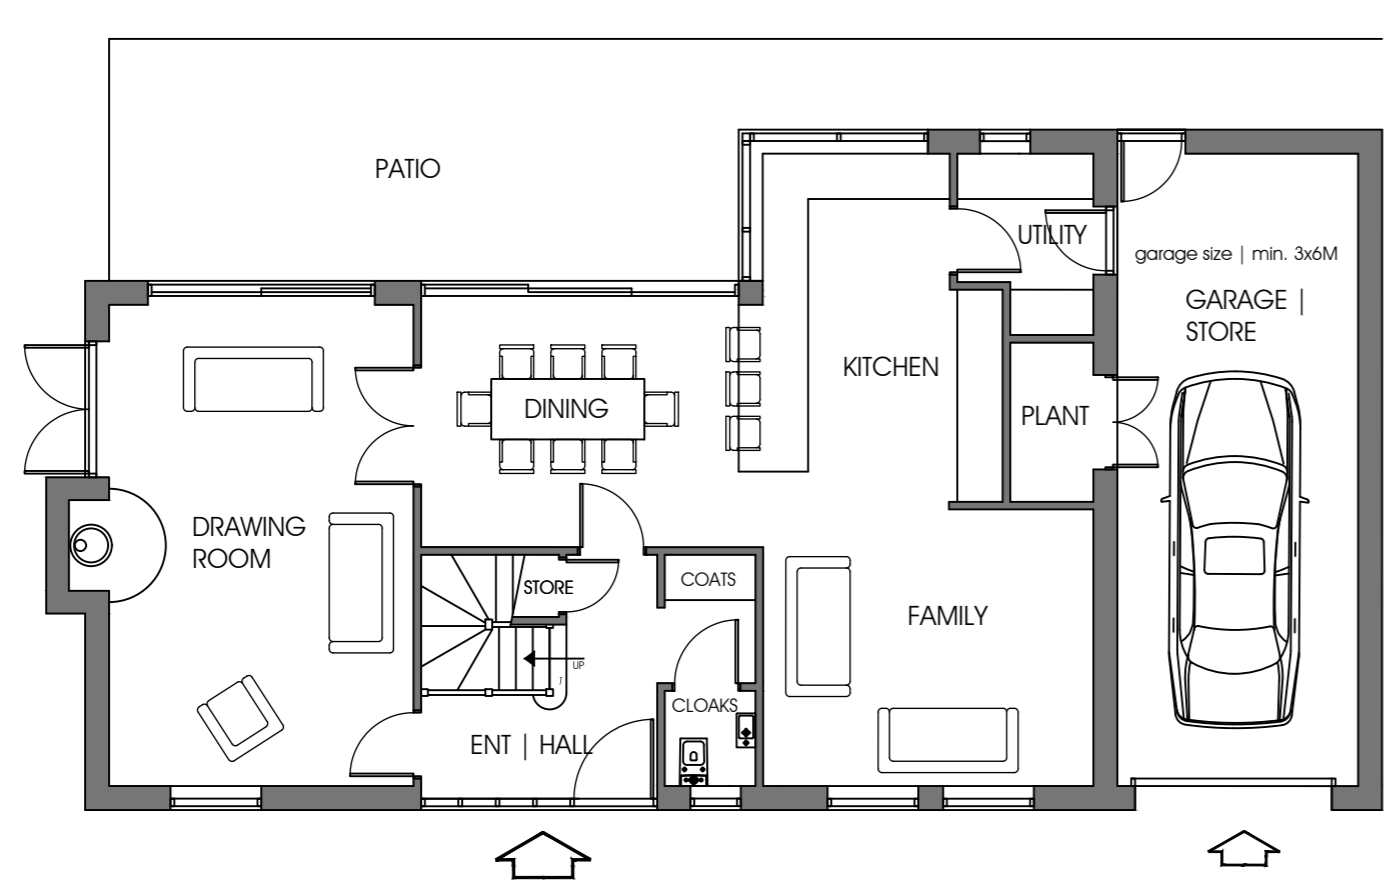 PATIO
UTILITY
garage size | min. 3x6M
GARAGE |
STORE
KITCHEN
DINING
PLANT
DRAWING
ROOM
STORE
COATS
FAMILY
UP
1
CLOAKS
ENT | HALL